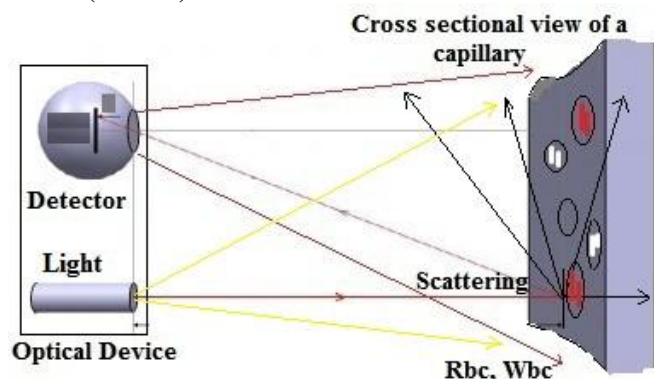 Cross sectional view of a
capillary
Detector
Light
Scattering
Optical Device
Rbc, Wbc